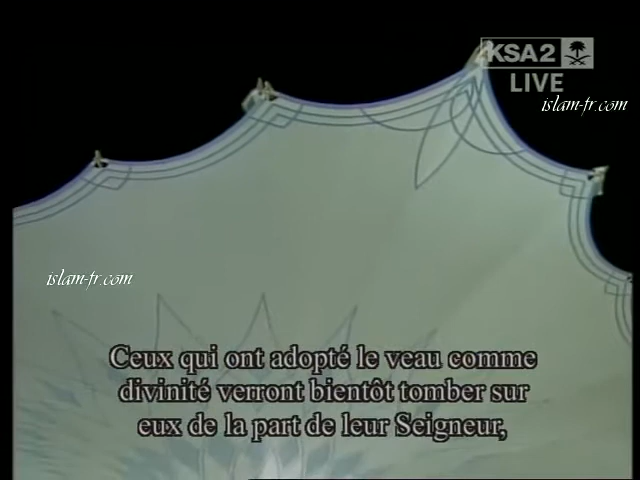 KSA2
LIVE
islam-fr.com
islam-fr.com
Ceux qui ont adopté le veau comme
divinité verront bientôt tomber sur
eux de la part de leur Seigneur,